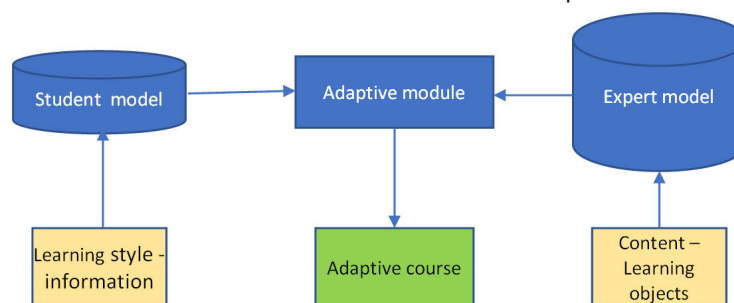 Student model
Adaptive module
Expert model
Learning style -
information
Adaptive course
Content –
Learning
objects